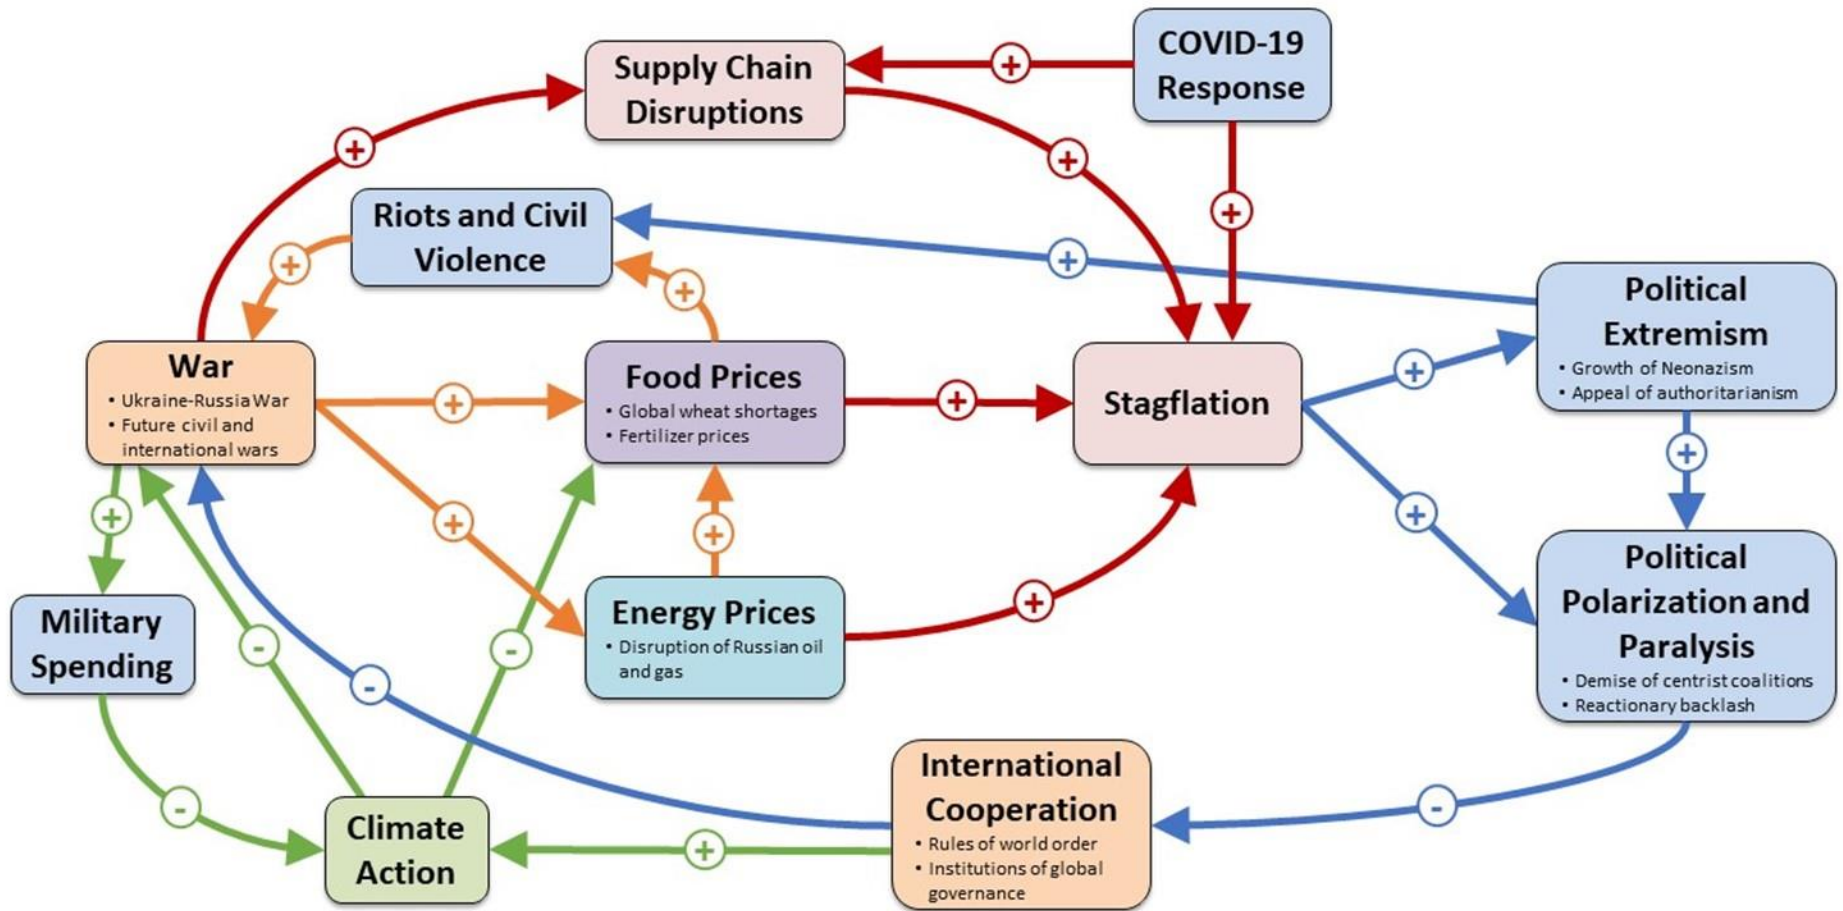 Supply Chain
Disruptions
+
COVID-19
Response
+
+
+
Riots and Civil
Violence
+
+
+
Political
Extremism
• Growth of Neonazism
• Appeal of authoritarianism
War
• Ukraine-Russia War
• Future civil and
international wars
+
Food Prices
• Global wheat shortages
• Fertilizer prices
+
Stagflation
+
+
+
+
+
+
Military
Spending
-
-
Energy Prices
• Disruption of Russian oil
and gas
+
Political
Polarization and
Paralysis
• Demise of centrist coalitions
• Reactionary backlash
-
-
Climate
Action
+
International
Cooperation
• Rules of world order
• Institutions of global
governance
-